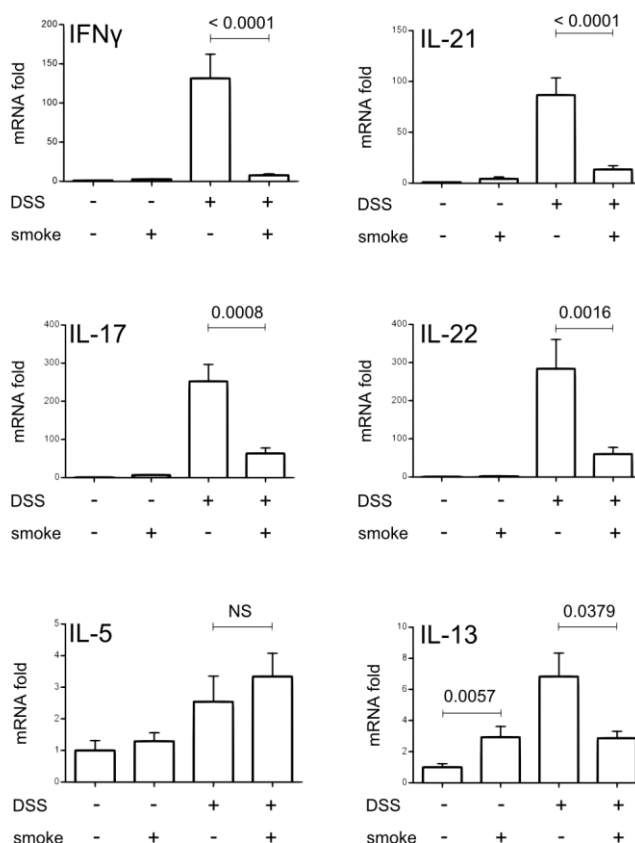 IFNγ
< 0.0001
mRNA fold
200
150
100
50
0
DSS - - + +
smoke - + - +
IL-21
< 0.0001
mRNA fold
150
100
50
0
DSS - - + +
smoke - + - +
IL-17
0.0008
mRNA fold
400
300
200
100
0
DSS - - + +
smoke - + - +
IL-22
0.0016
mRNA fold
400
300
200
100
0
DSS - - + +
smoke - + - +
IL-5
NS
mRNA fold
5
4
3
2
1
0
DSS - - + +
smoke - + - +
IL-13
0.0379
0.0057
mRNA fold
10
8
6
4
2
0
DSS - - + +
smoke - + - +